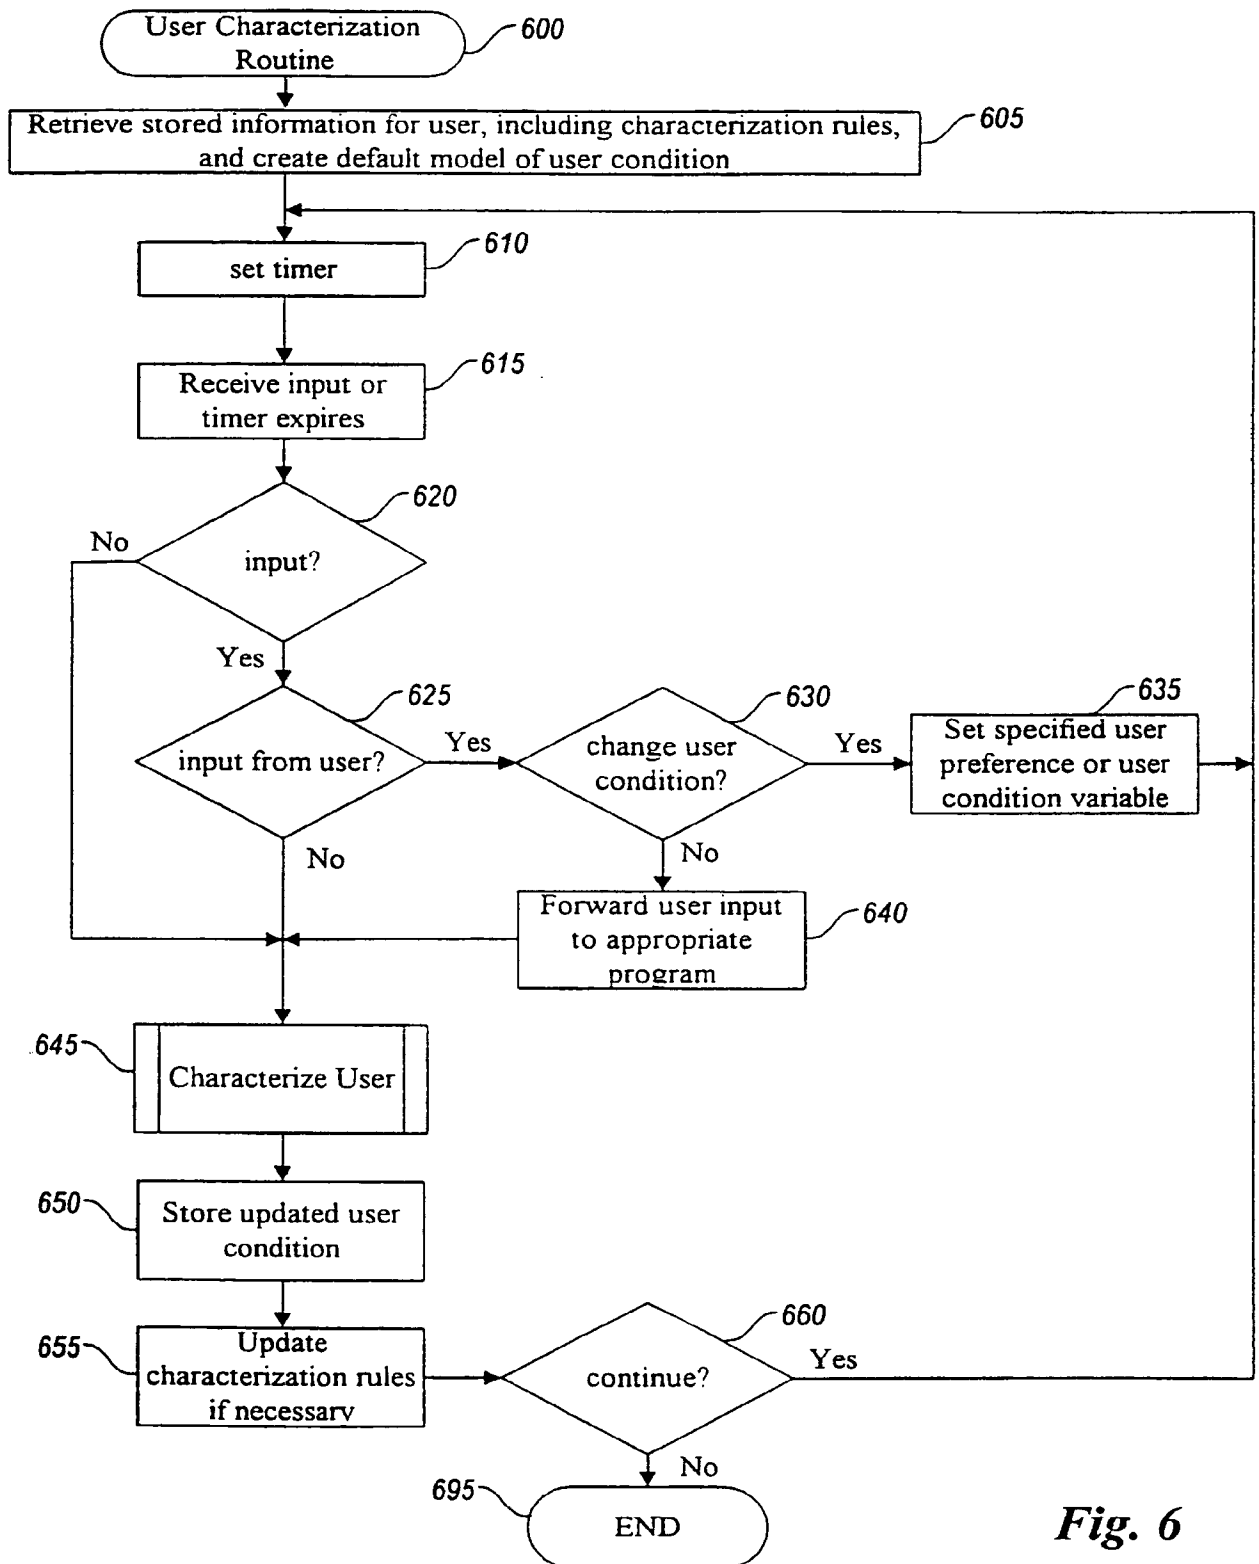 User Characterization
Routine
600
Retrieve stored information for user, including characterization rules,
and create default model of user condition
605
set timer
610
Receive input or
timer expires
615
input?
620
No
Yes
input from user?
625
Yes
No
change user
condition?
630
Yes
No
Set specified user
preference or user
condition variable
635
Forward user input
to appropriate
program
640
645
Characterize User
650
Store updated user
condition
655
Update
characterization rules
if necessary
continue?
660
Yes
No
695
END
Fig. 6